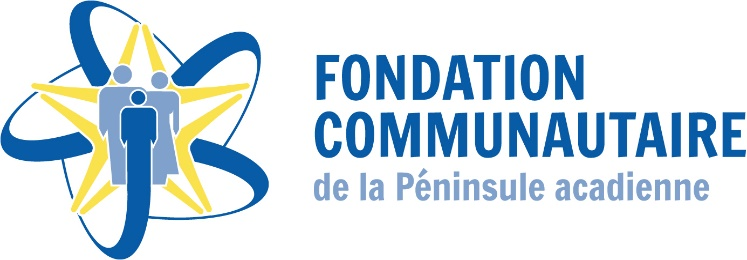 FONDATION
COMMUNAUTAIRE
de la Péninsule acadienne